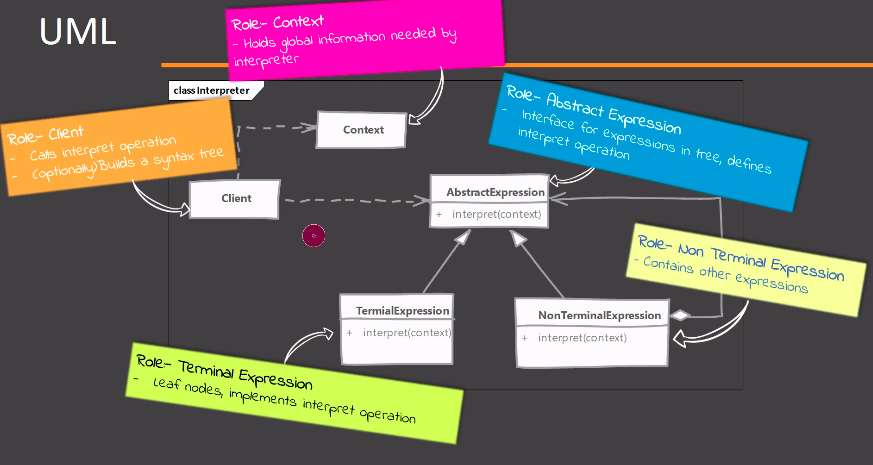 UML
Role:- Context
- Holds global information needed by
interpreter
class Interpreter
Role:- Client
- Calls interpret operation
- (optionally)Builds a syntax tree
Context
Role:- Abstract Expression
- Interface for expressions in tree, defines
interpret operation
Client
AbstractExpression
+ interpret(context)
Role:- Non Terminal Expression
- Contains other expressions
TermialExpression
+ interpret(context)
NonTerminalExpression
+ interpret(context)
Role:- Terminal Expression
- Leaf nodes, implements interpret operation